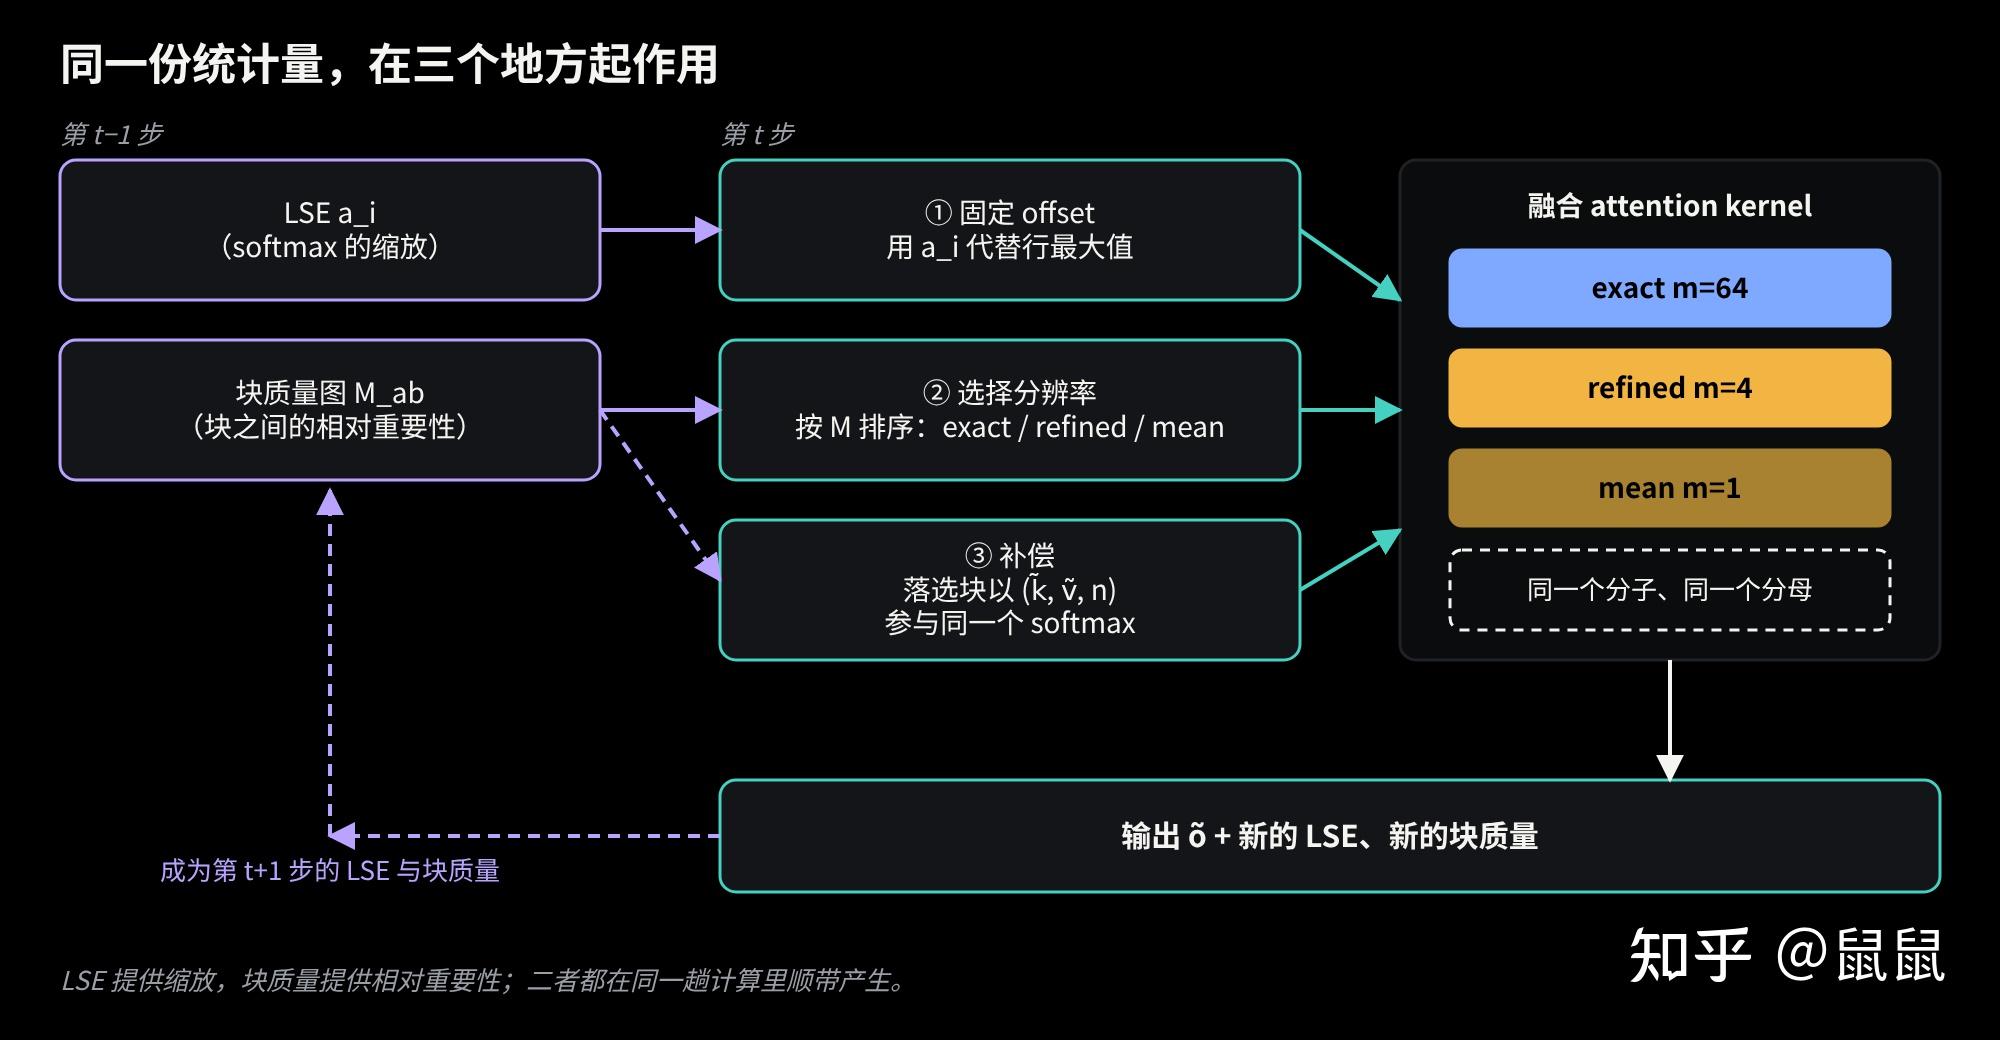 同一份统计量，在三个地方起作用
第 t−1 步
第 t 步
LSE a_i
（softmax 的缩放）
① 固定 offset
用 a_i 代替行最大值
融合 attention kernel
exact m=64
refined m=4
mean m=1
同一个分子、同一个分母
块质量图 M_ab
（块之间的相对重要性）
② 选择分辨率
按 M 排序：exact / refined / mean
③ 补偿
落选块以 (k̃, ṽ, n)
参与同一个 softmax
输出 õ + 新的 LSE、新的块质量
成为第 t+1 步的 LSE 与块质量
LSE 提供缩放，块质量提供相对重要性；二者都在同一趟计算里顺带产生。
知乎 @鼠鼠